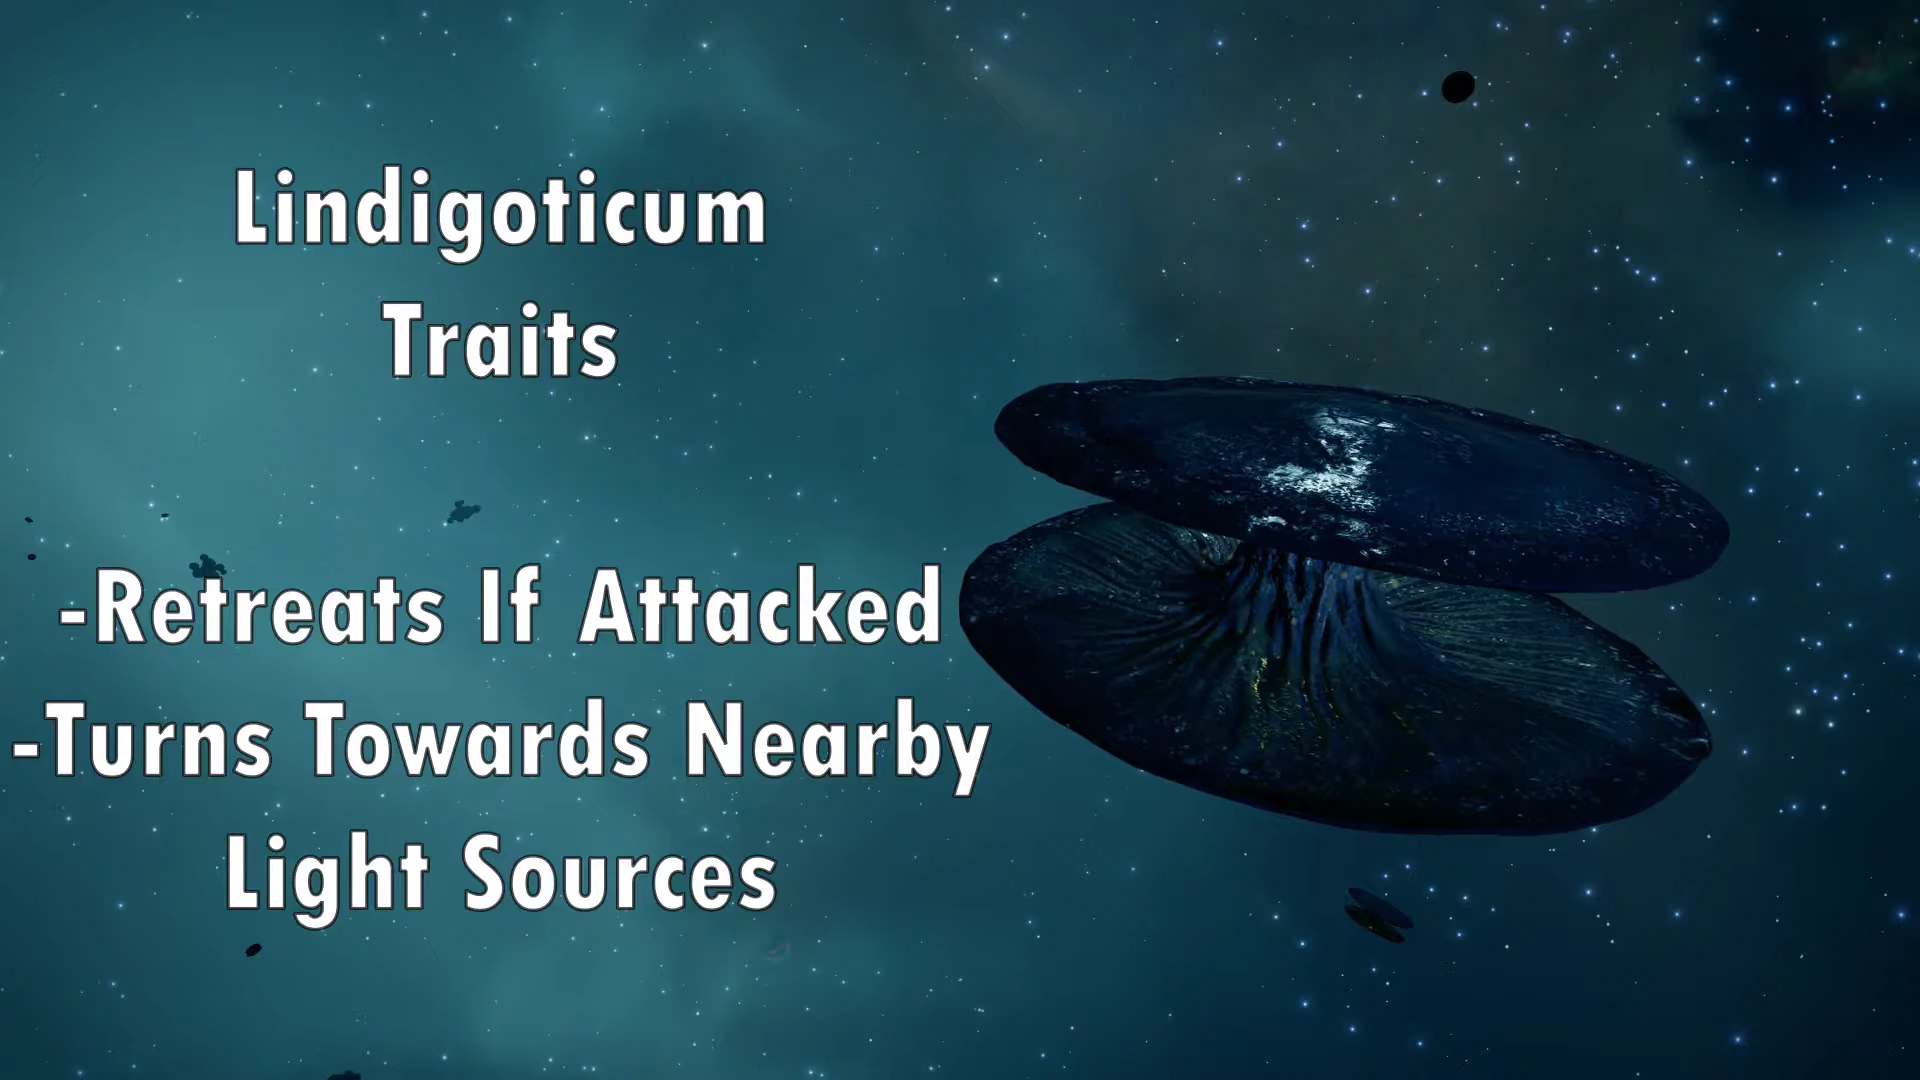 Lindigoticum
Traits
-Retreats If Attacked
-Turns Towards Nearby
Light Sources